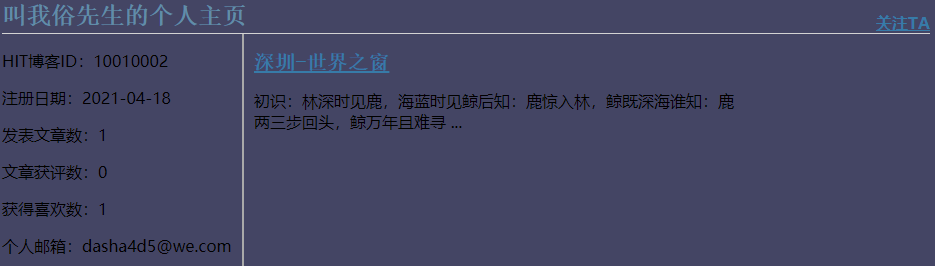 叫我俗先生的个人主页
关注TA
HIT博客ID：10010002
注册日期：2021-04-18
发表文章数：1
文章获评数：0
获得喜欢数：1
个人邮箱：dasha4d5@we.com
深圳-世界之窗
初识：林深时见鹿，海蓝时见鲸后知：鹿惊入林，鲸既深海谁知：鹿
两三步回头，鲸万年且难寻 ...